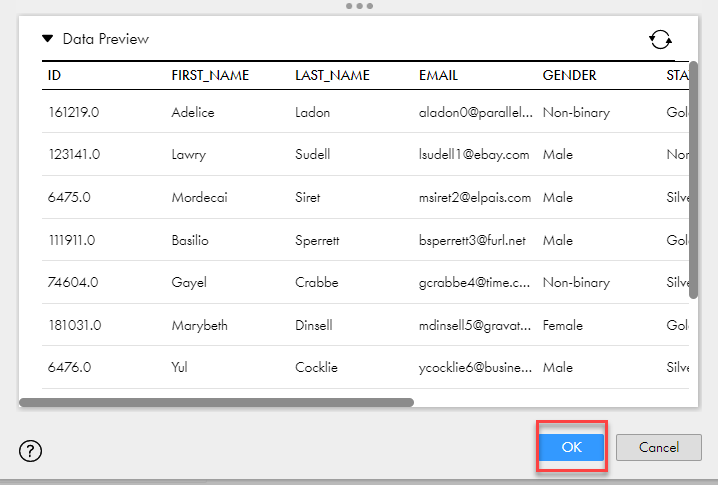 Data Preview
ID FIRST_NAME LAST_NAME EMAIL GENDER STA
161219.0 Adelice Ladon aladon0@parallel... Non-binary Gol
123141.0 Lawry Sudell lsudell1@ebay.com Male Nor
6475.0 Mordecai Siret msiret2@elpais.com Male Silve
111911.0 Basilio Sperrett bsperrett3@furl.net Male Gol
74604.0 Gayel Crabbe gcrabbe4@time.c... Non-binary Silve
181031.0 Marybeth Dinsell mdinsell5@gravat... Female Gol
6476.0 Yul Cocklie ycocklie6@busine... Male Silve
? OK Cancel